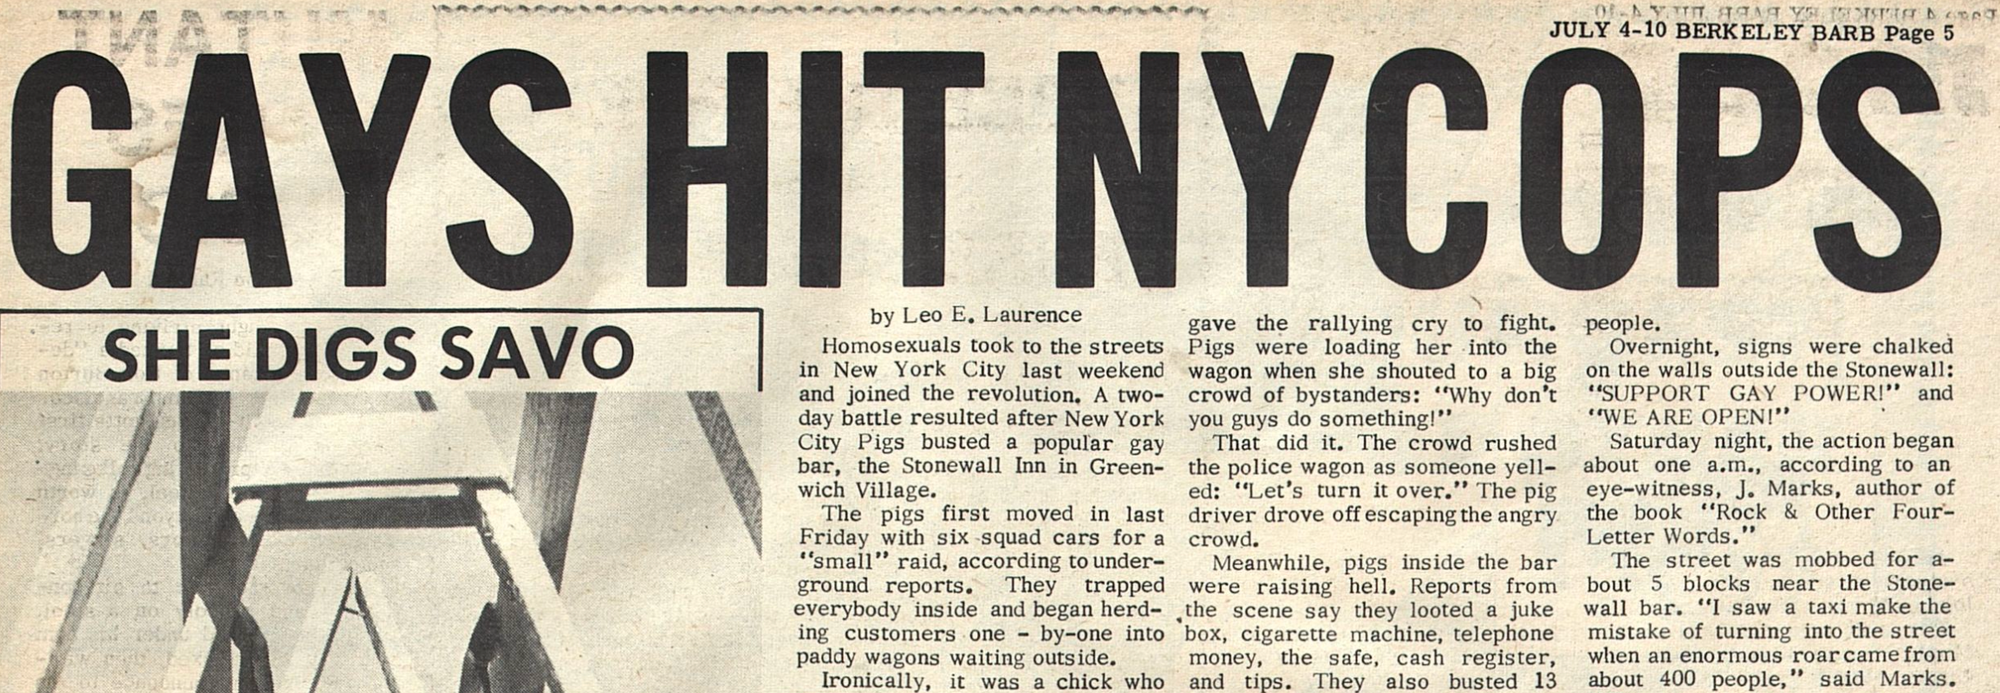 JULY 4-10 BERKELEY BARB Page 5
GAYS HIT NY COPS
SHE DIGS SAVO
by Leo E. Laurence
Homosexuals took to the streets
in New York City last weekend
and joined the revolution. A two-
day battle resulted after New York
City Pigs busted a popular gay
bar, the Stonewall Inn in Green-
wich Village.
The pigs first moved in last
Friday with six squad cars for a
"small" raid, according to under-
ground reports. They trapped
everybody inside and began herd-
ing customers one - by-one into
paddy wagons waiting outside.
Ironically, it was a chick who
gave the rallying cry to fight.
Pigs were loading her into the
wagon when she shouted to a big
crowd of bystanders: "Why don't
you guys do something!"
That did it. The crowd rushed
the police wagon as someone yell-
ed: "Let's turn it over." The pig
driver drove off escaping the angry
crowd.
Meanwhile, pigs inside the bar
were raising hell. Reports from
the scene say they looted a juke
box, cigarette machine, telephone
money, the safe, cash register,
and tips. They also busted 13
people.
Overnight, signs were chalked
on the walls outside the Stonewall:
"SUPPORT GAY POWER!" and
"WE ARE OPEN!"
Saturday night, the action began
about one a.m., according to an
eye-witness, J. Marks, author of
the book "Rock & Other Four-
Letter Words."
The street was mobbed for a-
bout 5 blocks near the Stone-
wall bar. "I saw a taxi make the
mistake of turning into the street
when an enormous roar came from
about 400 people," said Marks.